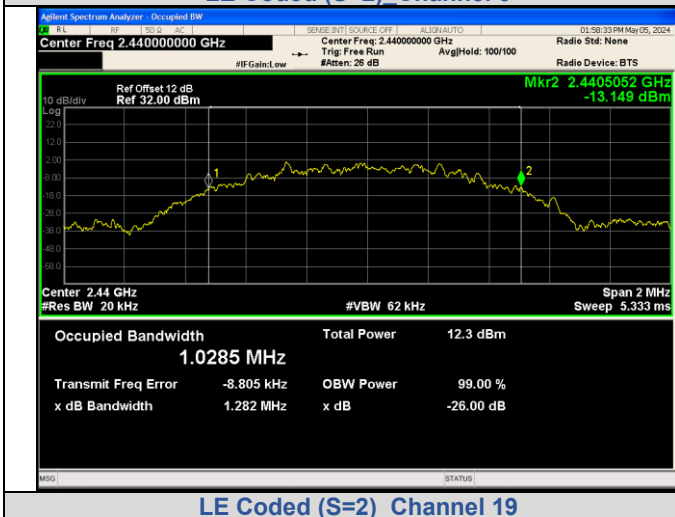 Agilent Spectrum Analyzer - Occupied BW
RL RF 50 Ω AC SENSE:INT SOURCE OFF ALIGNAUTO 01:58:33 PM May 05, 2024
Center Freq 2.440000000 GHz Center Freq: 2.440000000 GHz Radio Std: None
Trig: Free Run Avg|Hold: 100/100
#IFGain:Low #Atten: 26 dB Radio Device: BTS
Ref Offset 12 dB Mkr2 2.4405052 GHz
10 dB/div Ref 32.00 dBm -13.149 dBm
Log
22.0
12.0
2.00
-8.00
-18.0
-28.0
-38.0
-48.0
-58.0
1
2
Center 2.44 GHz Span 2 MHz
#Res BW 20 kHz #VBW 62 kHz Sweep 5.333 ms
Occupied Bandwidth Total Power 12.3 dBm
1.0285 MHz
Transmit Freq Error -8.805 kHz OBW Power 99.00 %
x dB Bandwidth 1.282 MHz x dB -26.00 dB
MSG STATUS
LE Coded (S=2)_Channel 19